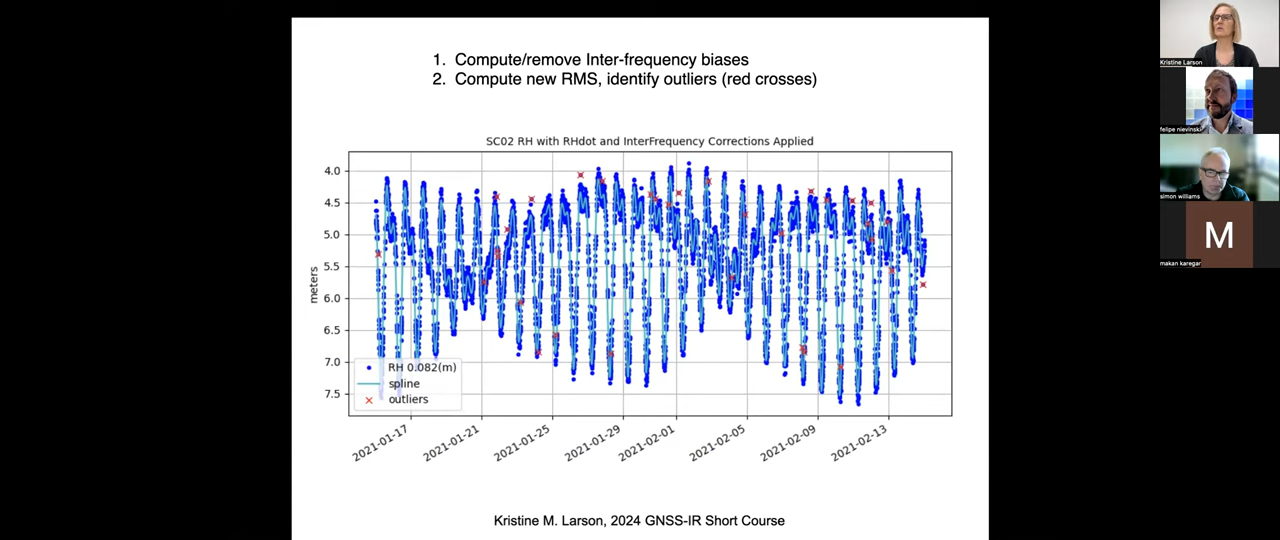 1. Compute/remove Inter-frequency biases
2. Compute new RMS, identify outliers (red crosses)
SC02 RH with RHdot and InterFrequency Corrections Applied
4.0
4.5
5.0
5.5
6.0
6.5
7.0
7.5
meters
RH 0.082(m)
spline
outliers
2021-01-17
2021-01-21
2021-01-25
2021-01-29
2021-02-01
2021-02-05
2021-02-09
2021-02-13
Kristine M. Larson, 2024 GNSS-IR Short Course
Kristine Larson
felipe nievinski
simon williams
M
makan karegar